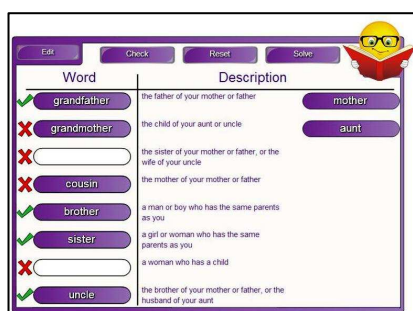 Edit Check Reset Solve
Word Description
grandfather the father of your mother or father mother
grandmother the child of your aunt or uncle aunt
the sister of your mother or father, or the
wife of your uncle
cousin the mother of your mother or father
brother a man or boy who has the same parents
as you
sister a girl or woman who has the same
parents as you
a woman who has a child
uncle the brother of your mother or father, or the
husband of your aunt